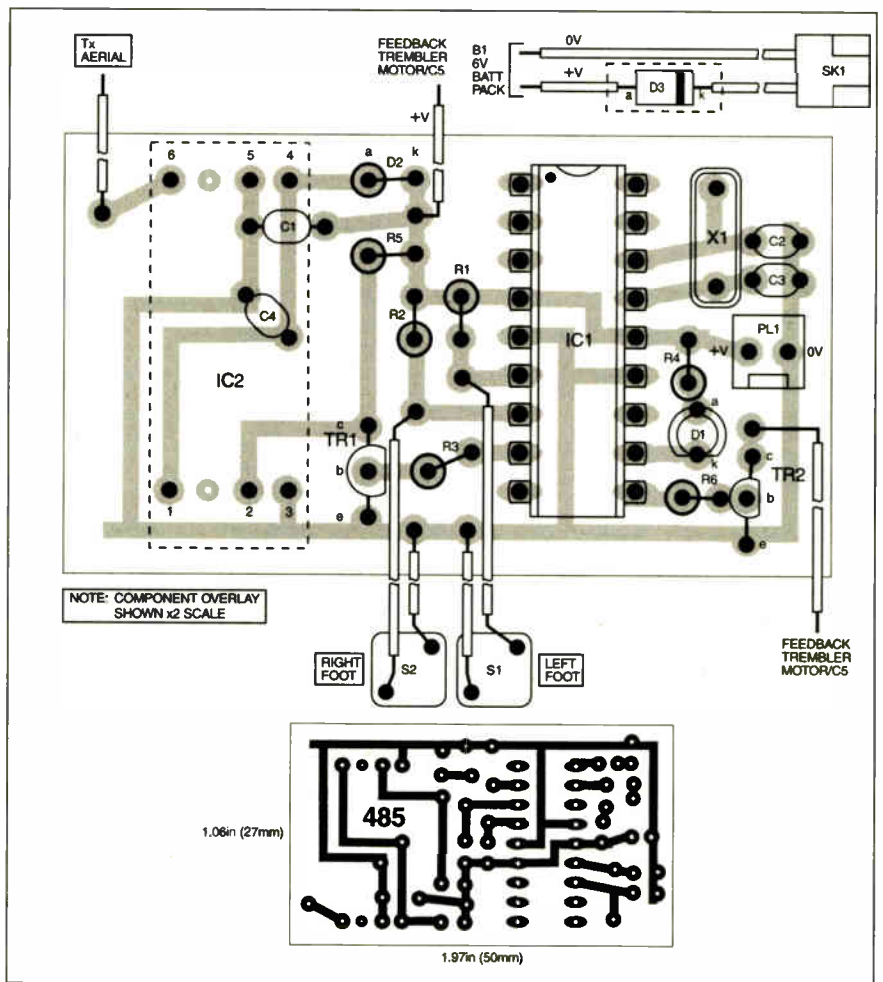 Tx
AERIAL
FEEDBACK
TREMBLER
MOTOR/C5
+V
B1
6V
BATT
PACK
0V
+V
D3
a
k
SK1
6
5
4
a
D2
k
C1
R5
R1
X1
C2
C3
C4
R2
IC1
PL1
+V
0V
R4
IC2
a
D1
k
c
TR1
b
e
R3
c
TR2
R6
b
e
1
2
3
NOTE: COMPONENT OVERLAY
SHOWN x2 SCALE
RIGHT
FOOT
S2
S1
LEFT
FOOT
FEEDBACK
TREMBLER
MOTOR/C5
485
1.06in (27mm)
1.97in (50mm)